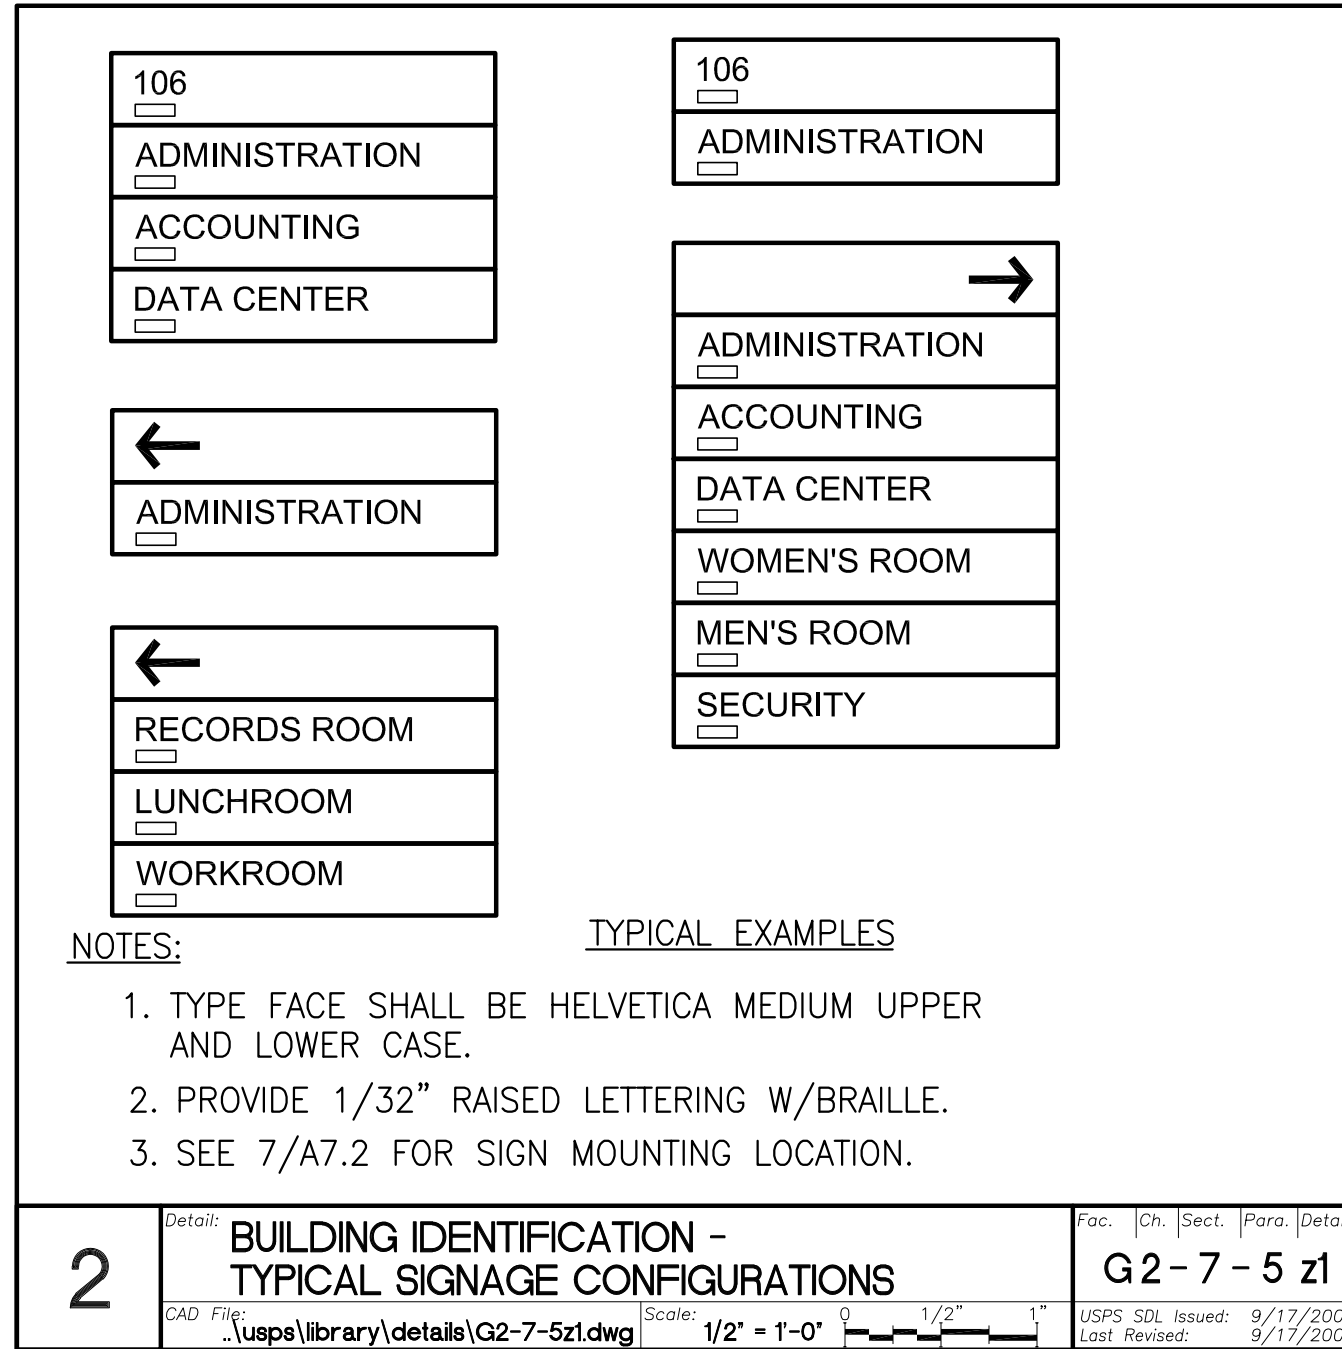 106
ADMINISTRATION
ACCOUNTING
DATA CENTER
ADMINISTRATION
RECORDS ROOM
LUNCHROOM
WORKROOM
106
ADMINISTRATION
ADMINISTRATION
ACCOUNTING
DATA CENTER
WOMEN'S ROOM
MEN'S ROOM
SECURITY
TYPICAL EXAMPLES
NOTES:
1. TYPE FACE SHALL BE HELVETICA MEDIUM UPPER
AND LOWER CASE.
2. PROVIDE 1/32" RAISED LETTERING W/BRAILLE.
3. SEE 7/A7.2 FOR SIGN MOUNTING LOCATION.
2
Detail: BUILDING IDENTIFICATION -
TYPICAL SIGNAGE CONFIGURATIONS
CAD File: ..\usps\library\details\G2-7-5z1.dwg
Scale: 1/2" = 1'-0"
0 1/2" 1"
Fac. Ch. Sect. Para.
G2-7-5 z1
USPS SDL Issued:
Last Revised: